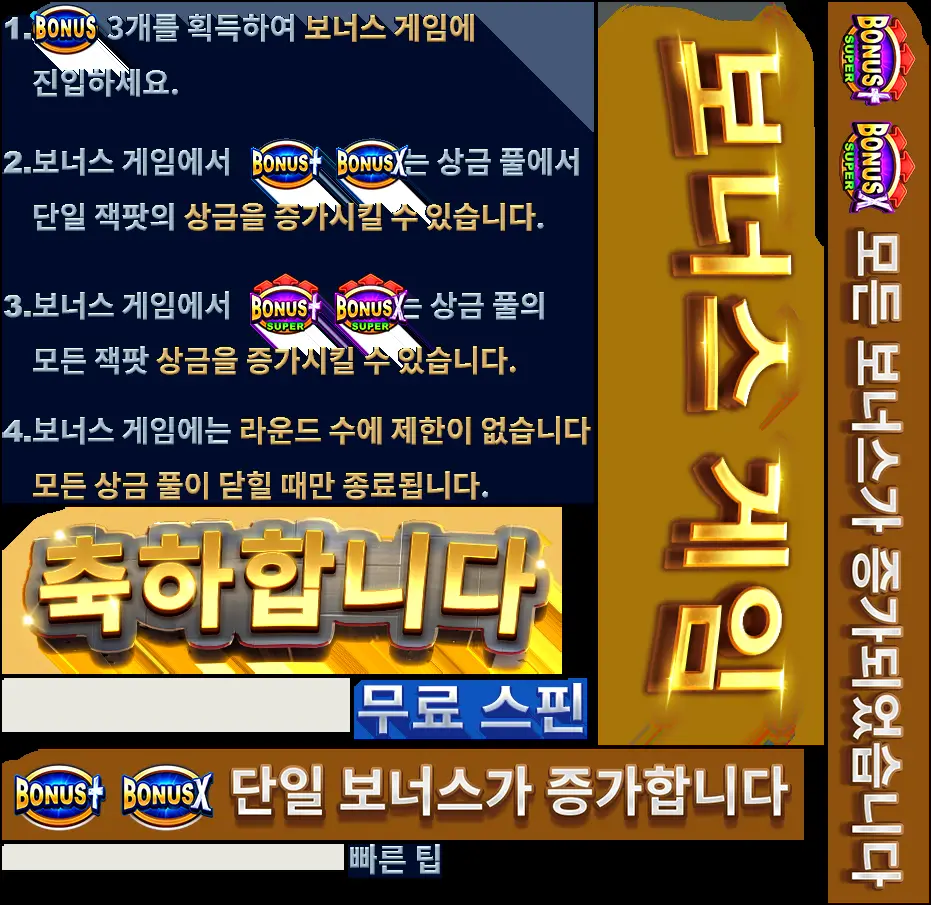 1. BONUS 3개를 획득하여 보너스 게임에
진입하세요.
2.보너스 게임에서 BONUS+ BONUSX는 상금 풀에서
단일 잭팟의 상금을 증가시킬 수 있습니다.
3.보너스 게임에서 BONUS+ SUPER BONUSX SUPER는 상금 풀의
모든 잭팟 상금을 증가시킬 수 있습니다.
4.보너스 게임에는 라운드 수에 제한이 없습니다
모든 상금 풀이 닫힐 때만 종료됩니다.
축하합니다
무료 스핀
BONUS+ BONUSX 단일 보너스가 증가합니다
빠른 팁
보너스 게임
BONUS+ SUPER BONUSX SUPER 모든 보너스가 증가되었습니다